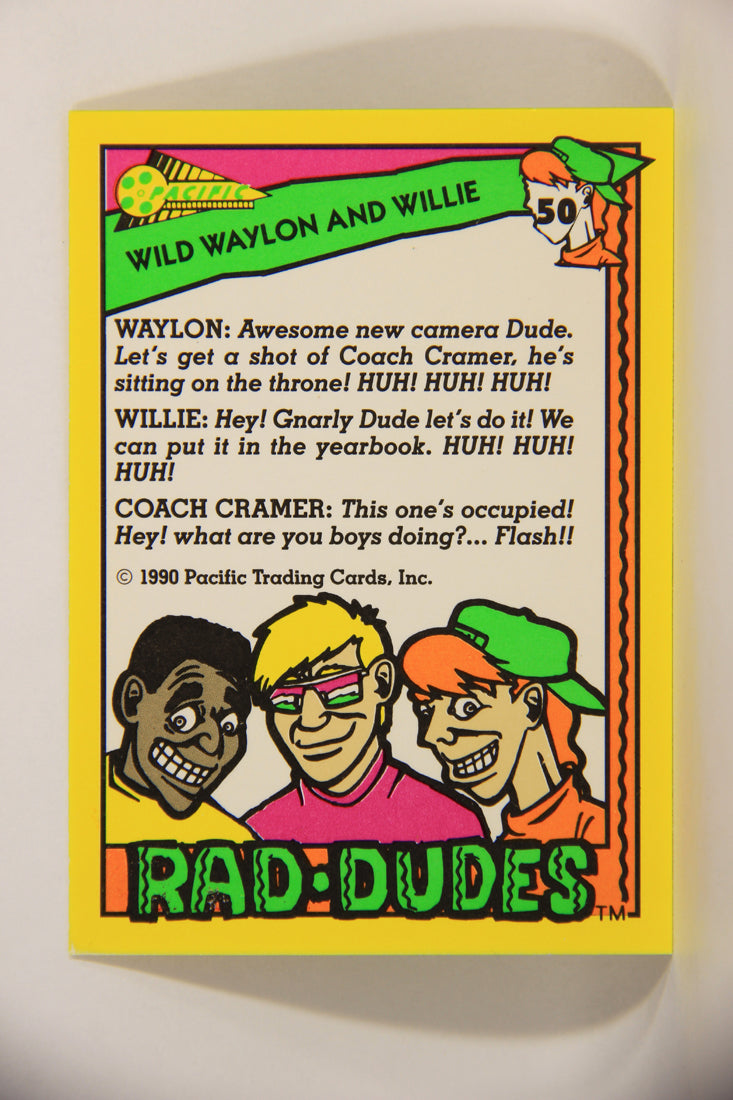 PACIFIC
WILD WAYLON AND WILLIE
50
WAYLON: Awesome new camera Dude.
Let's get a shot of Coach Cramer, he's
sitting on the throne! HUH! HUH! HUH!
WILLIE: Hey! Gnarly Dude let's do it! We
can put it in the yearbook. HUH! HUH!
HUH!
COACH CRAMER: This one's occupied!
Hey! what are you boys doing?... Flash!!
© 1990 Pacific Trading Cards, Inc.
RAD•DUDES TM